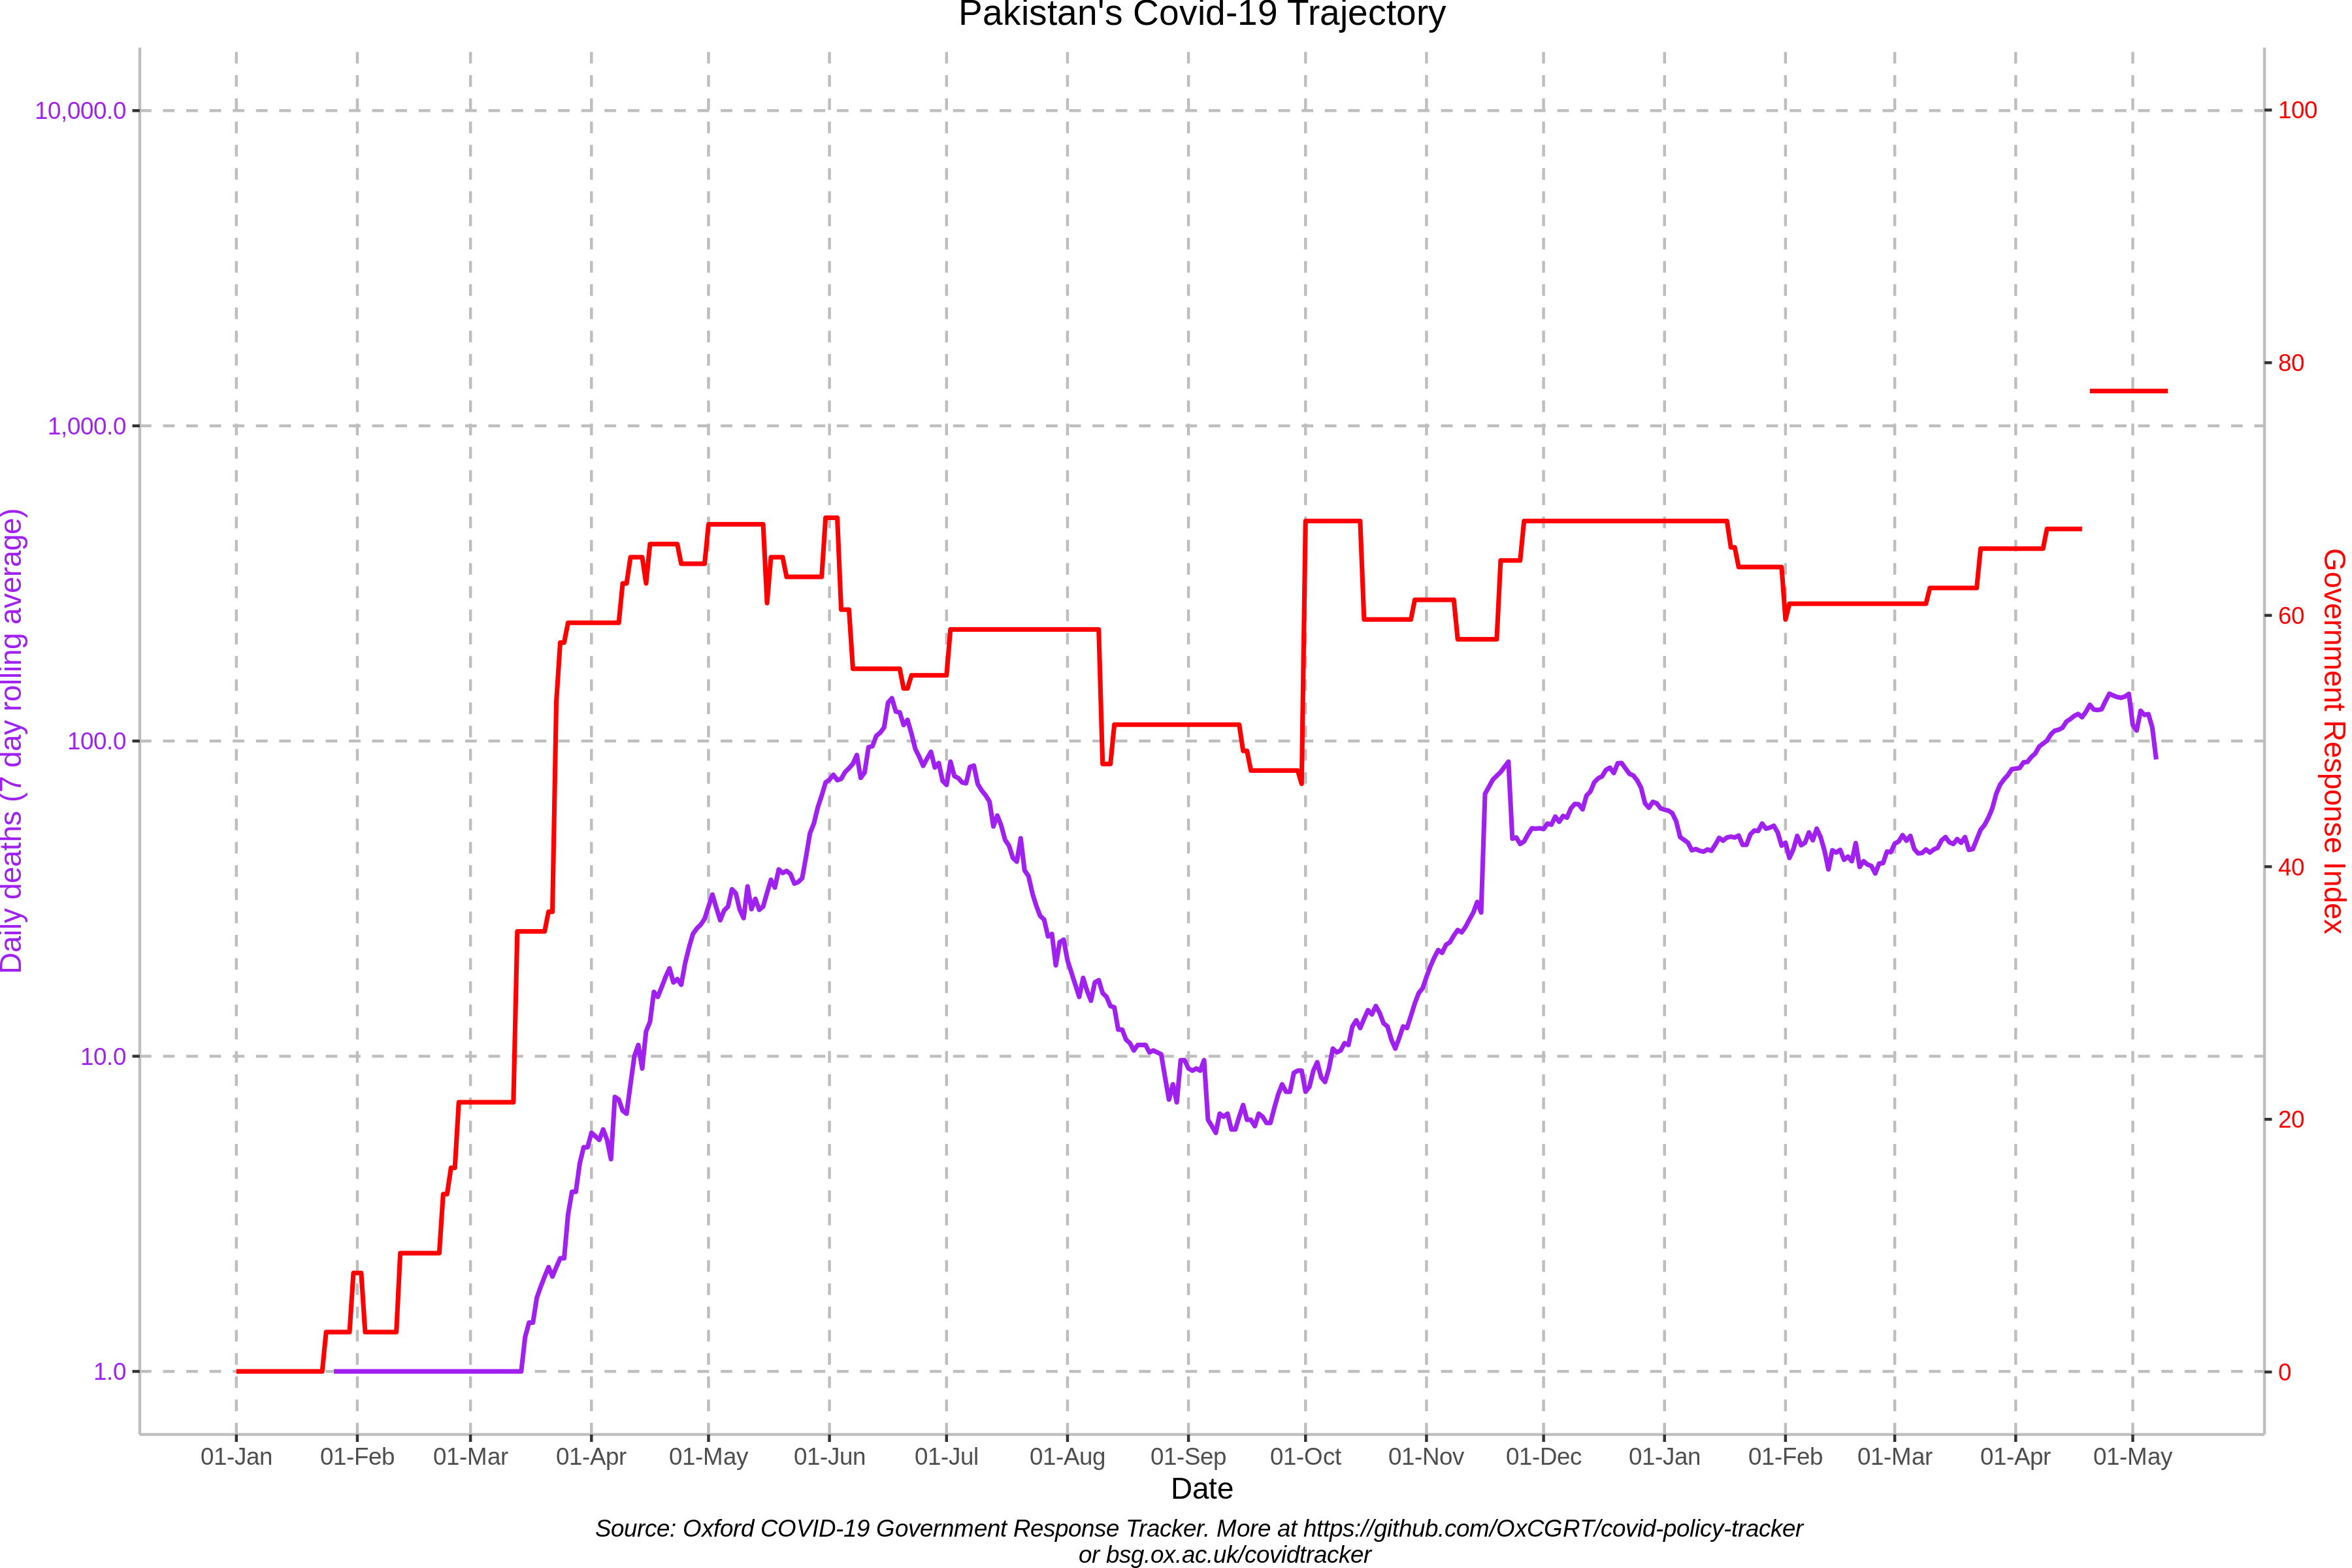 Pakistan's Covid-19 Trajectory
10,000.0
1,000.0
100.0
10.0
1.0
Daily deaths (7 day rolling average)
100
80
60
40
20
0
Government Response Index
01-Jan 01-Feb 01-Mar 01-Apr 01-May 01-Jun 01-Jul 01-Aug 01-Sep 01-Oct 01-Nov 01-Dec 01-Jan 01-Feb 01-Mar 01-Apr 01-May
Date
Source: Oxford COVID-19 Government Response Tracker. More at https://github.com/OxCGRT/covid-policy-tracker
or bsg.ox.ac.uk/covidtracker